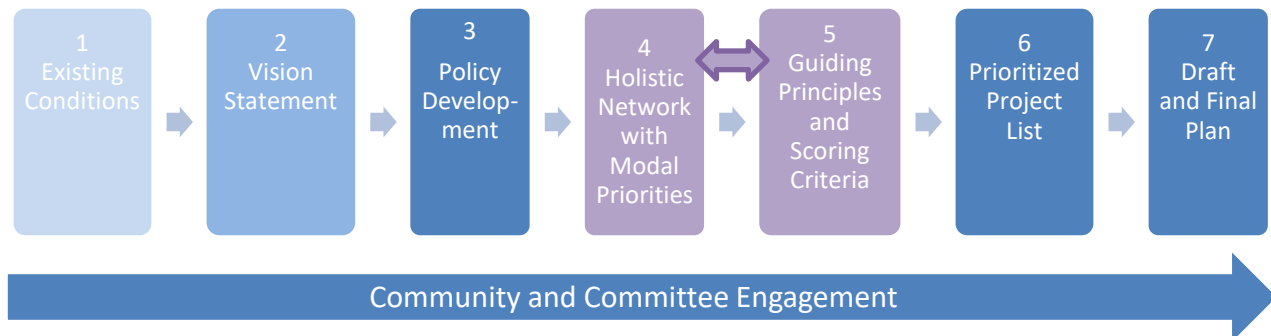 1
Existing
Conditions
2
Vision
Statement
3
Policy
Develop-
ment
4
Holistic
Network
with
Modal
Priorities
5
Guiding
Principles
and
Scoring
Criteria
6
Prioritized
Project
List
7
Draft
and Final
Plan
Community and Committee Engagement